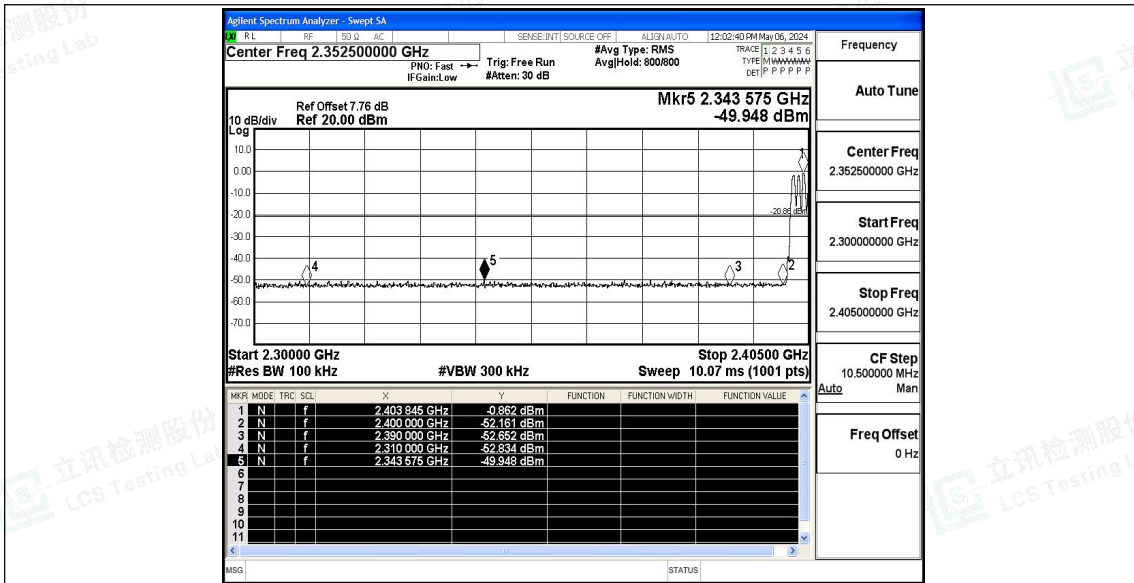 Agilent Spectrum Analyzer - Swept SA
LXI RL RF 50 Ω AC SENSE:INT SOURCE OFF ALIGN AUTO 12:02:40 PM May 06, 2024
Center Freq 2.352500000 GHz
PNO: Fast
IFGain:Low
Trig: Free Run
#Atten: 30 dB
#Avg Type: RMS
Avg|Hold: 800/800
TRACE 1 2 3 4 5 6
TYPE M W W W W W
DET P P P P P P
Mkr5 2.343 575 GHz
-49.948 dBm
Ref Offset 7.76 dB
10 dB/div Ref 20.00 dBm
Log
10.0
0.00
-10.0
-20.0
-30.0
-40.0
-50.0
-60.0
-70.0
-20.86 dBm
1
2
3
4
5
Start 2.30000 GHz Stop 2.40500 GHz
#Res BW 100 kHz #VBW 300 kHz Sweep 10.07 ms (1001 pts)
MKR MODE TRC SCL X Y FUNCTION FUNCTION WIDTH FUNCTION VALUE
1 N f 2.403 845 GHz -0.862 dBm
2 N f 2.400 000 GHz -52.161 dBm
3 N f 2.390 000 GHz -52.652 dBm
4 N f 2.310 000 GHz -52.834 dBm
5 N f 2.343 575 GHz -49.948 dBm
6
7
8
9
10
11
MSG STATUS
Frequency
Auto Tune
Center Freq
2.352500000 GHz
Start Freq
2.300000000 GHz
Stop Freq
2.405000000 GHz
CF Step
10.500000 MHz
Auto Man
Freq Offset
0 Hz
立讯检测股份
LCS Testing Lab
立讯检测股份
LCS Testing L